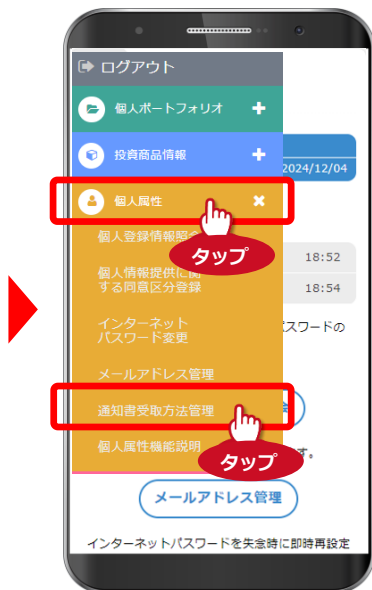 ログアウト
個人ポートフォリオ
投資商品情報
2024/12/04
個人属性
個人登録情報照
タップ
18:52
個人情報提供に関
する同意区分登録
18:54
インターネット
パスワード変更
パスワードの
メールアドレス管理
通知書受取方法管理
個人属性機能説明
す。
タップ
メールアドレス管理
インターネットパスワードを失念時に即時再設定